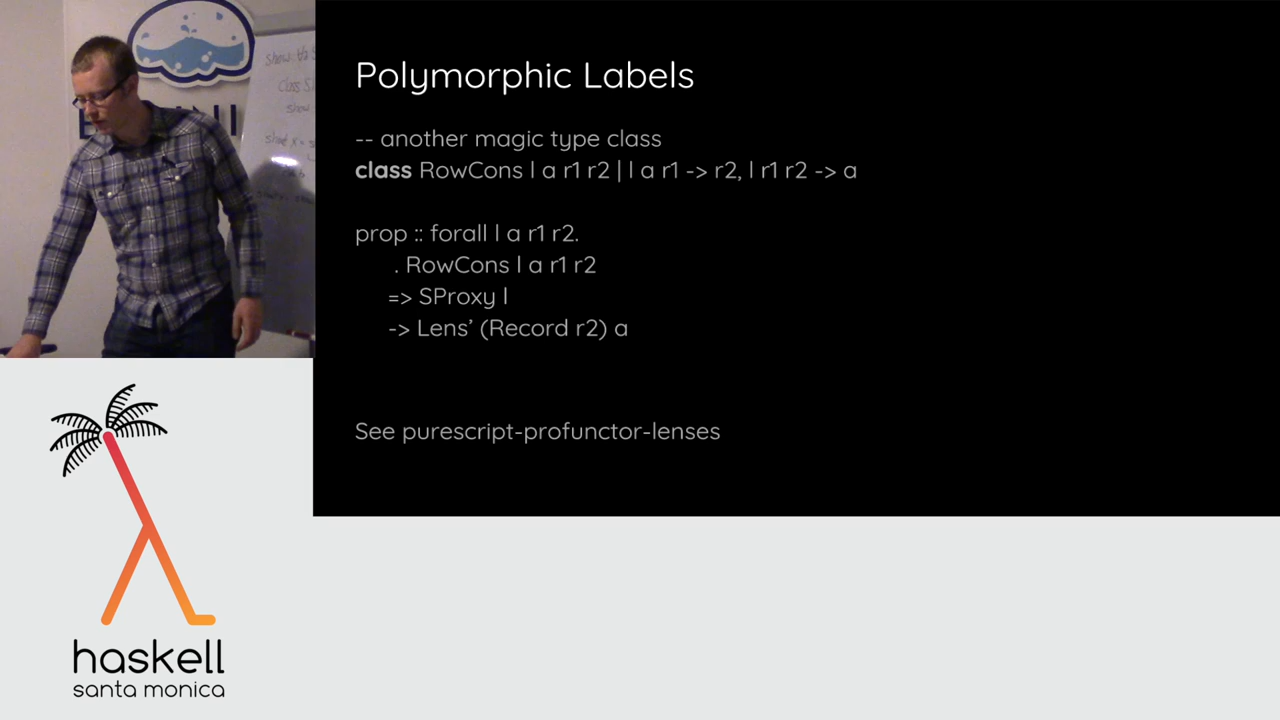 Polymorphic Labels
-- another magic type class
class RowCons l a r1 r2 | l a r1 -> r2, l r1 r2 -> a
prop :: forall l a r1 r2.
. RowCons l a r1 r2
=> SProxy l
-> Lens’ (Record r2) a
See purescript-profunctor-lenses
haskell
santa monica